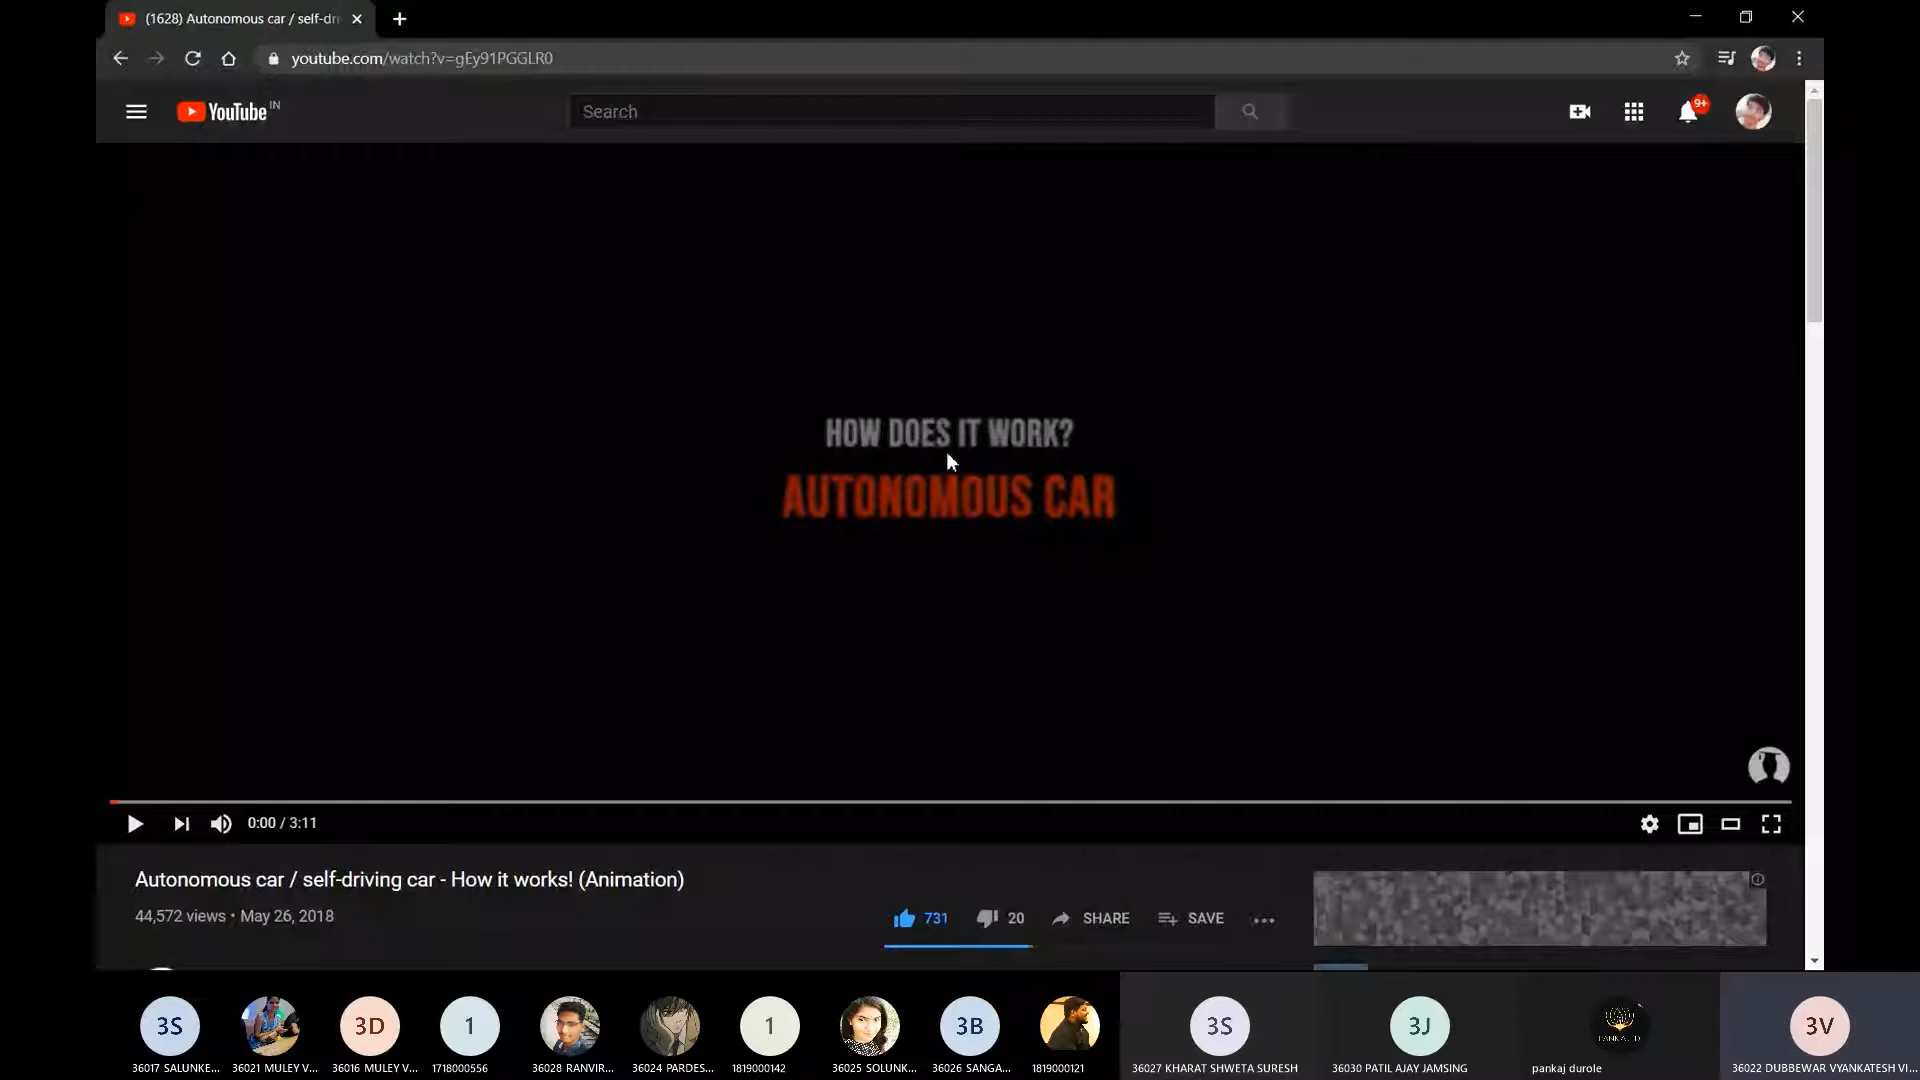 (1628) Autonomous car / self-dri
youtube.com/watch?v=gEy91PGGLR0
YouTube IN
Search
9+
HOW DOES IT WORK?
AUTONOMOUS CAR
0:00 / 3:11
Autonomous car / self-driving car - How it works! (Animation)
44,572 views • May 26, 2018
731
20
SHARE
SAVE
3S
3D
1
1
3B
3S
3J
PANKAJ D
3V
36017 SALUNKE...
36021 MULEY V...
36016 MULEY V...
1718000556
36028 RANVIR...
36024 PARDES...
1819000142
36025 SOLUNK...
36026 SANGA...
1819000121
36027 KHARAT SHWETA SURESH
36030 PATIL AJAY JAMSING
pankaj durole
36022 DUBBEWAR VYANKATESH VI...